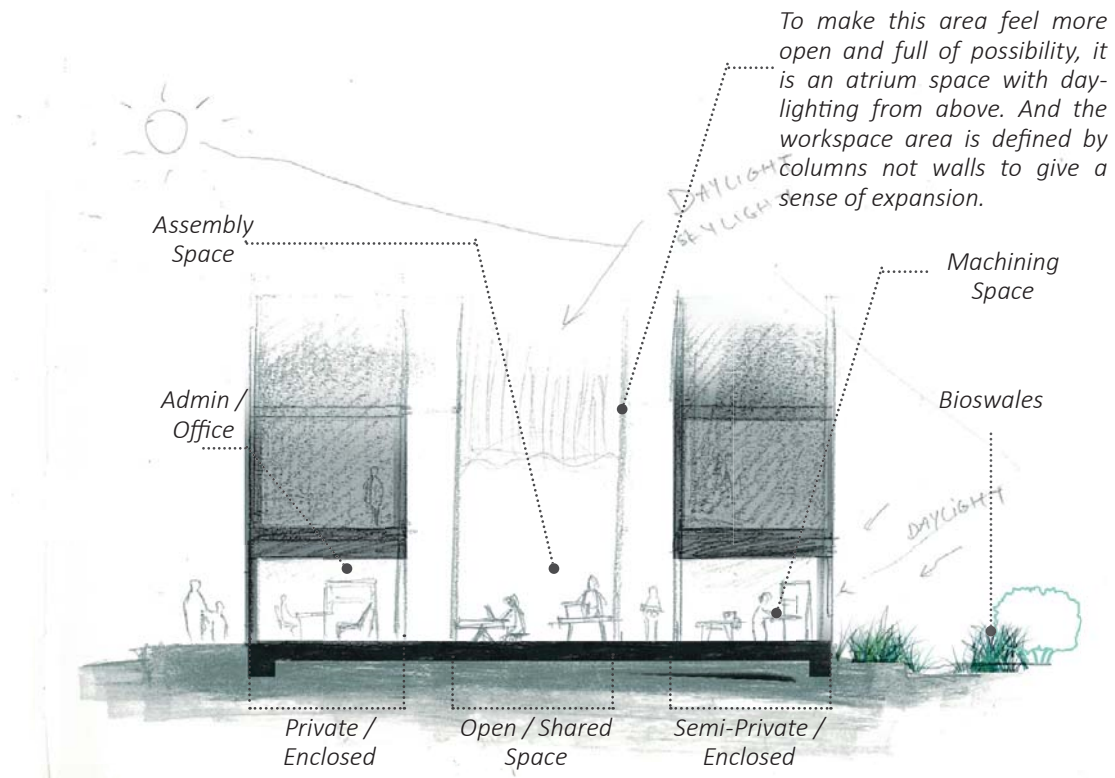 To make this area feel more
open and full of possibility, it
is an atrium space with day-
lighting from above. And the
workspace area is defined by
columns not walls to give a
sense of expansion.
DAYLIGHT
SKYLIGHT
Assembly
Space
Machining
Space
Admin /
Office
Bioswales
DAYLIGHT
Private /
Enclosed
Open / Shared
Space
Semi-Private /
Enclosed